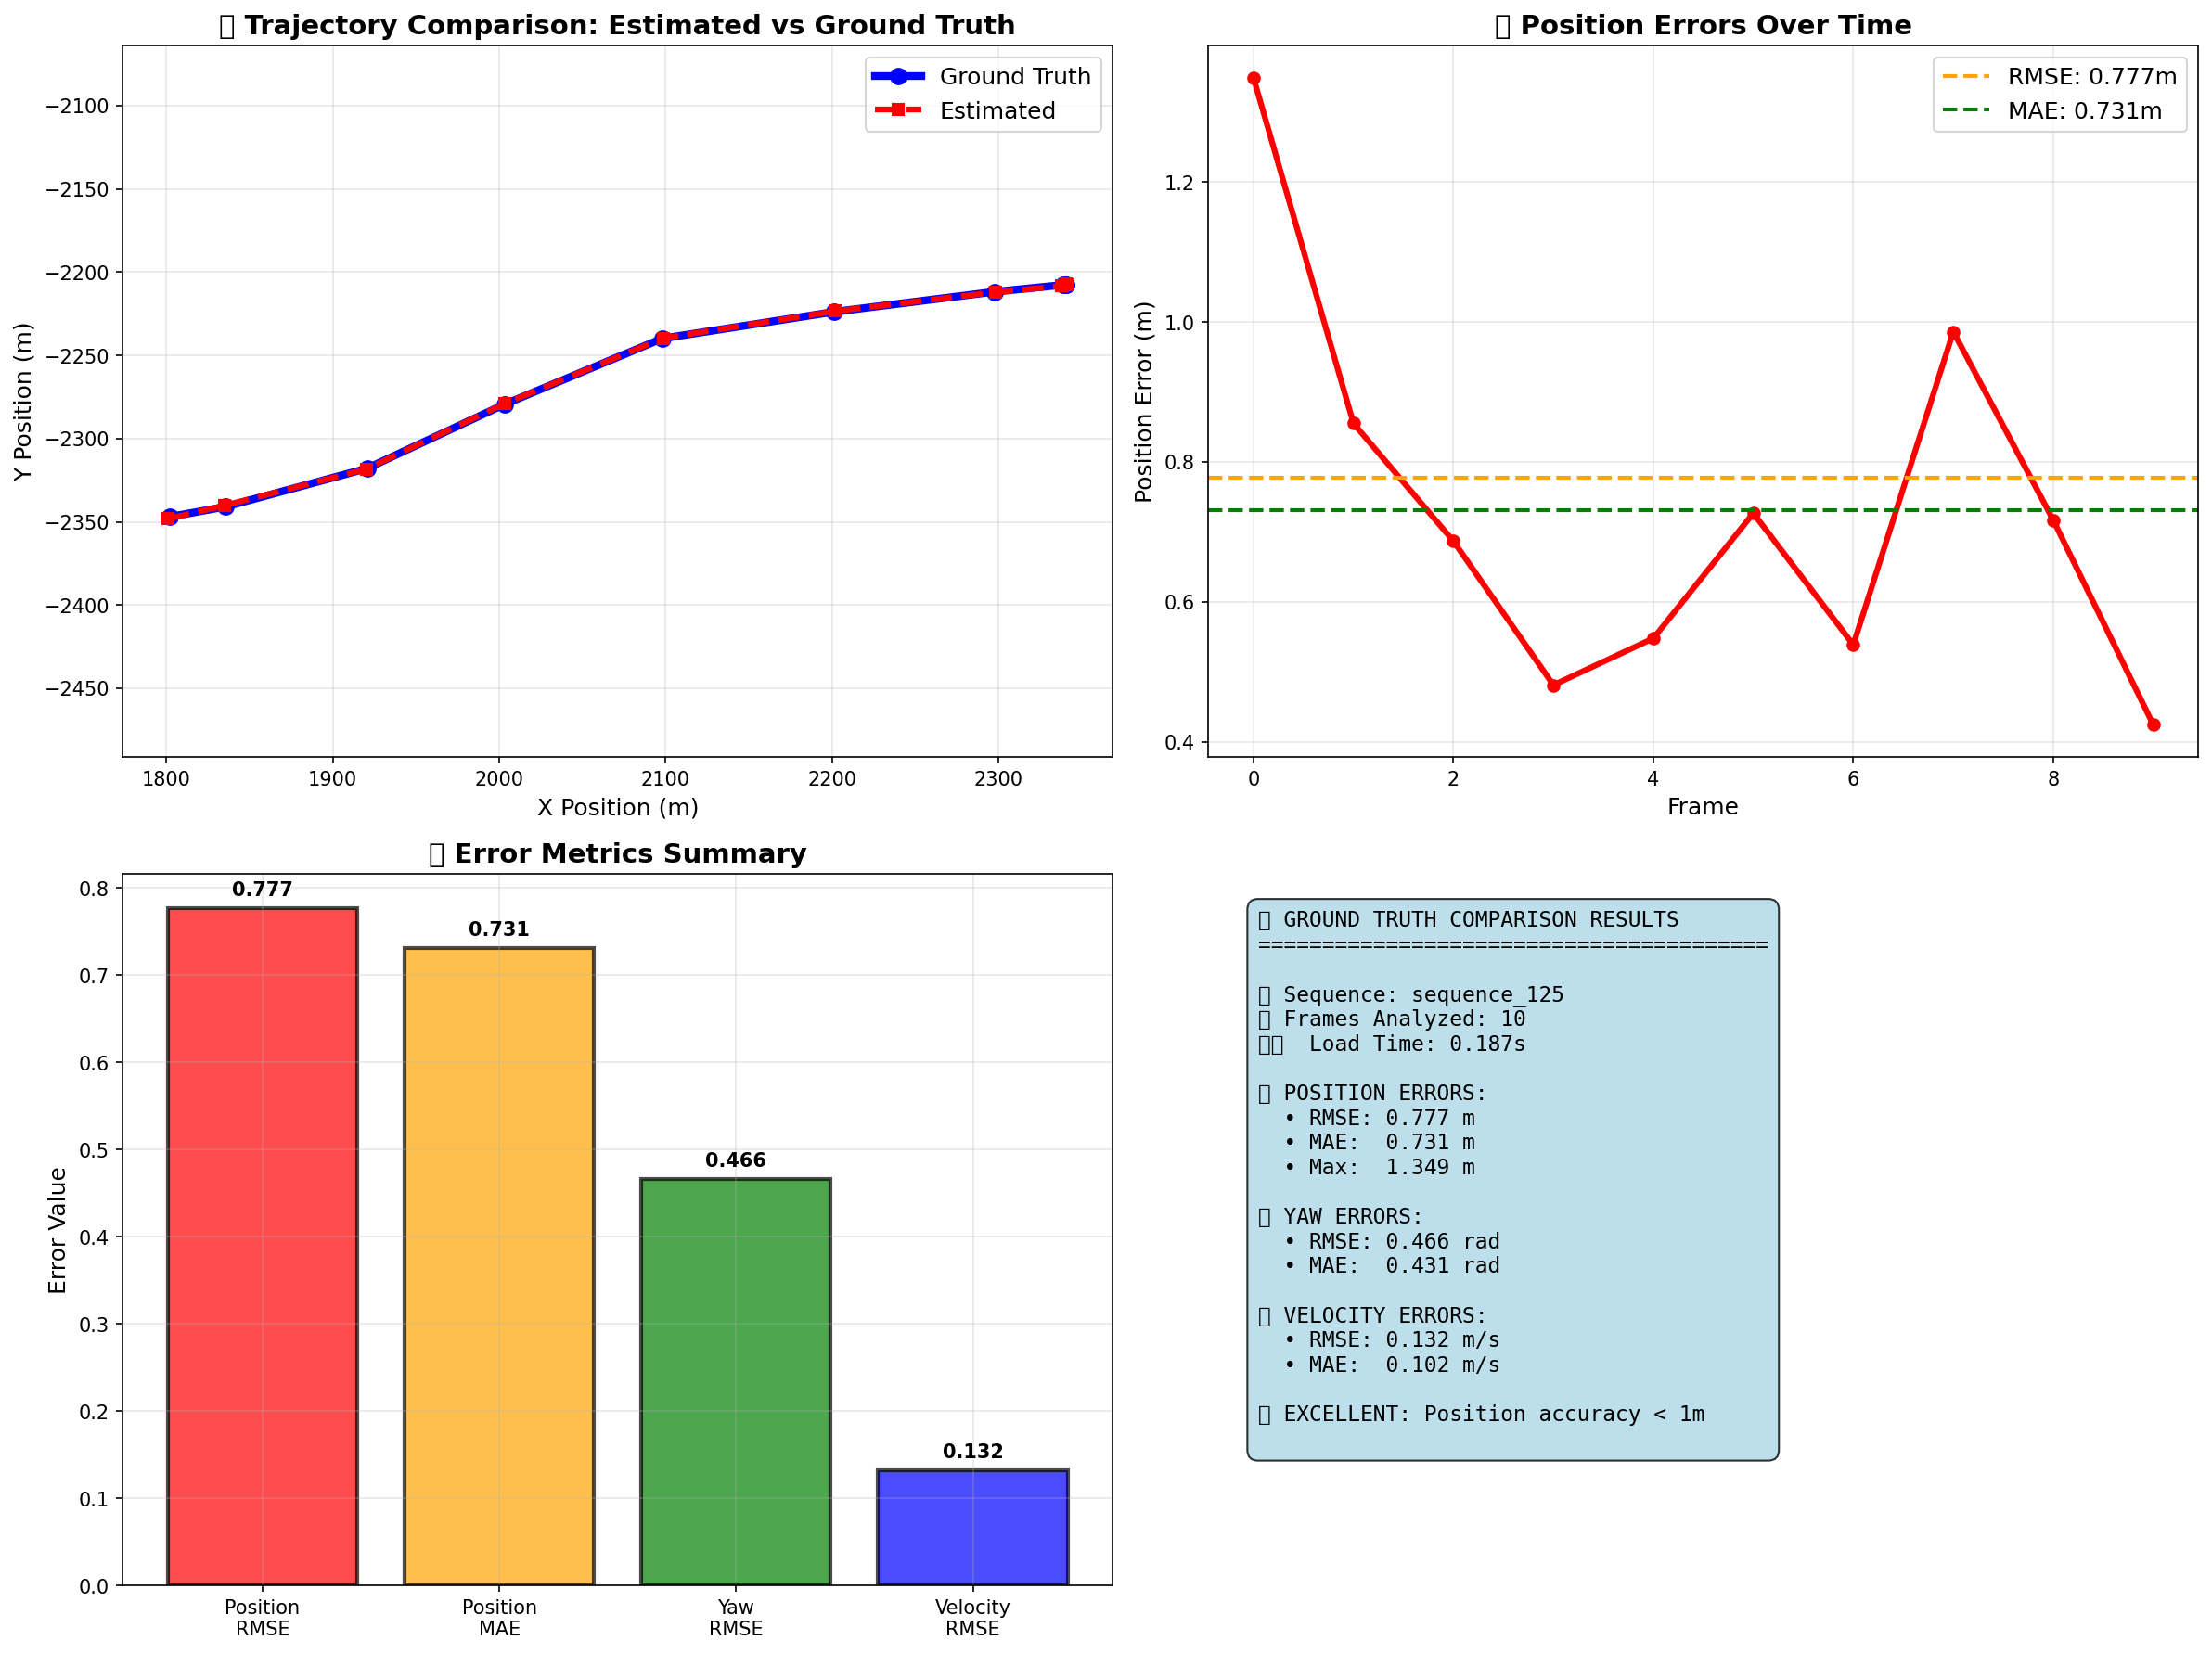 ▯ Trajectory Comparison: Estimated vs Ground Truth
Ground Truth
Estimated
Y Position (m)
−2100
−2150
−2200
−2250
−2300
−2350
−2400
−2450
1800 1900 2000 2100 2200 2300
X Position (m)
▯ Position Errors Over Time
RMSE: 0.777m
MAE: 0.731m
Position Error (m)
1.2
1.0
0.8
0.6
0.4
0 2 4 6 8
Frame
▯ Error Metrics Summary
Error Value
0.8
0.7
0.6
0.5
0.4
0.3
0.2
0.1
0.0
0.777
0.731
0.466
0.132
Position
RMSE
Position
MAE
Yaw
RMSE
Velocity
RMSE
▯ GROUND TRUTH COMPARISON RESULTS
========================================
▯ Sequence: sequence_125
▯ Frames Analyzed: 10
▯▯  Load Time: 0.187s
▯ POSITION ERRORS:
• RMSE: 0.777 m
• MAE:  0.731 m
• Max:  1.349 m
▯ YAW ERRORS:
• RMSE: 0.466 rad
• MAE:  0.431 rad
▯ VELOCITY ERRORS:
• RMSE: 0.132 m/s
• MAE:  0.102 m/s
▯ EXCELLENT: Position accuracy < 1m